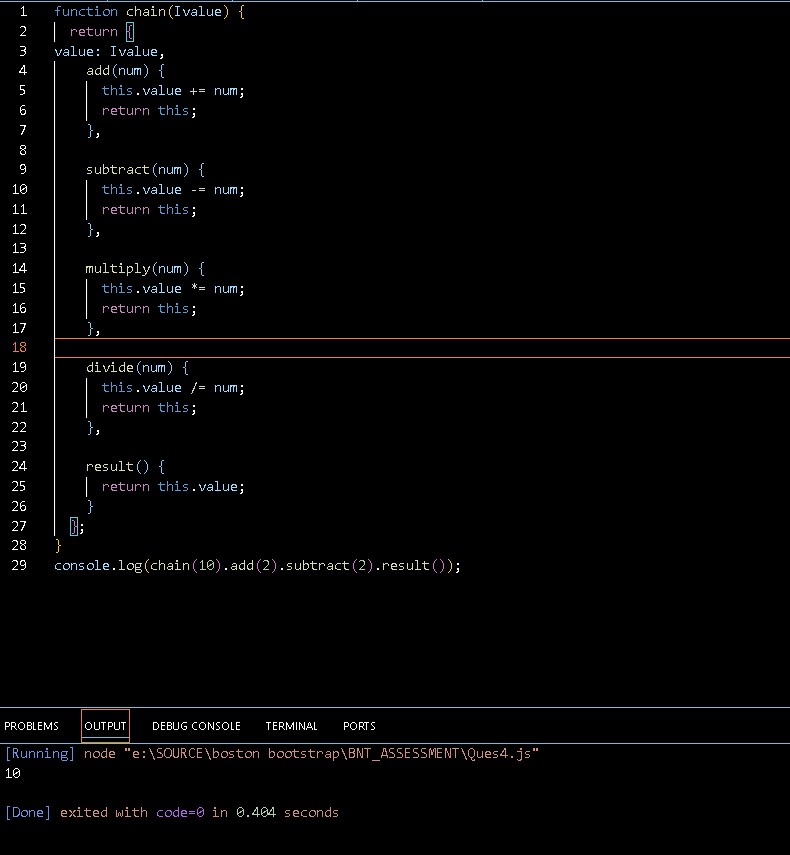 1 function chain(Ivalue) {
2 return {
3 value: Ivalue,
4 add(num) {
5 this.value += num;
6 return this;
7 },
8
9 subtract(num) {
10 this.value -= num;
11 return this;
12 },
13
14 multiply(num) {
15 this.value *= num;
16 return this;
17 },
18
19 divide(num) {
20 this.value /= num;
21 return this;
22 },
23
24 result() {
25 return this.value;
26 }
27 };
28 }
29 console.log(chain(10).add(2).subtract(2).result());
PROBLEMS OUTPUT DEBUG CONSOLE TERMINAL PORTS
[Running] node "e:\SOURCE\boston bootstrap\BNT_ASSESSMENT\Ques4.js"
10
[Done] exited with code=0 in 0.404 seconds